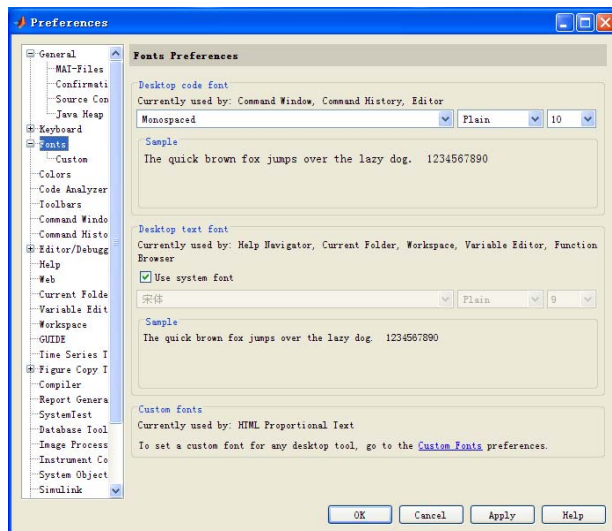 Preferences
General
MAT-Files
Confirmati
Source Con
Java Heap
Keyboard
Fonts
Custom
Colors
Code Analyzer
Toolbars
Command Windo
Command Histo
Editor/Debugg
Help
Web
Current Folde
Variable Edit
Workspace
GUIDE
Time Series T
Figure Copy T
Compiler
Report Genera
SystemTest
Database Tool
Image Process
Instrument Co
System Object
Simulink
Fonts Preferences
Desktop code font
Currently used by: Command Window, Command History, Editor
Monospaced Plain 10
Sample
The quick brown fox jumps over the lazy dog. 1234567890
Desktop text font
Currently used by: Help Navigator, Current Folder, Workspace, Variable Editor, Function
Browser
Use system font
宋体 Plain 9
Sample
The quick brown fox jumps over the lazy dog. 1234567890
Custom fonts
Currently used by: HTML Proportional Text
To set a custom font for any desktop tool, go to the Custom Fonts preferences.
OK Cancel Apply Help